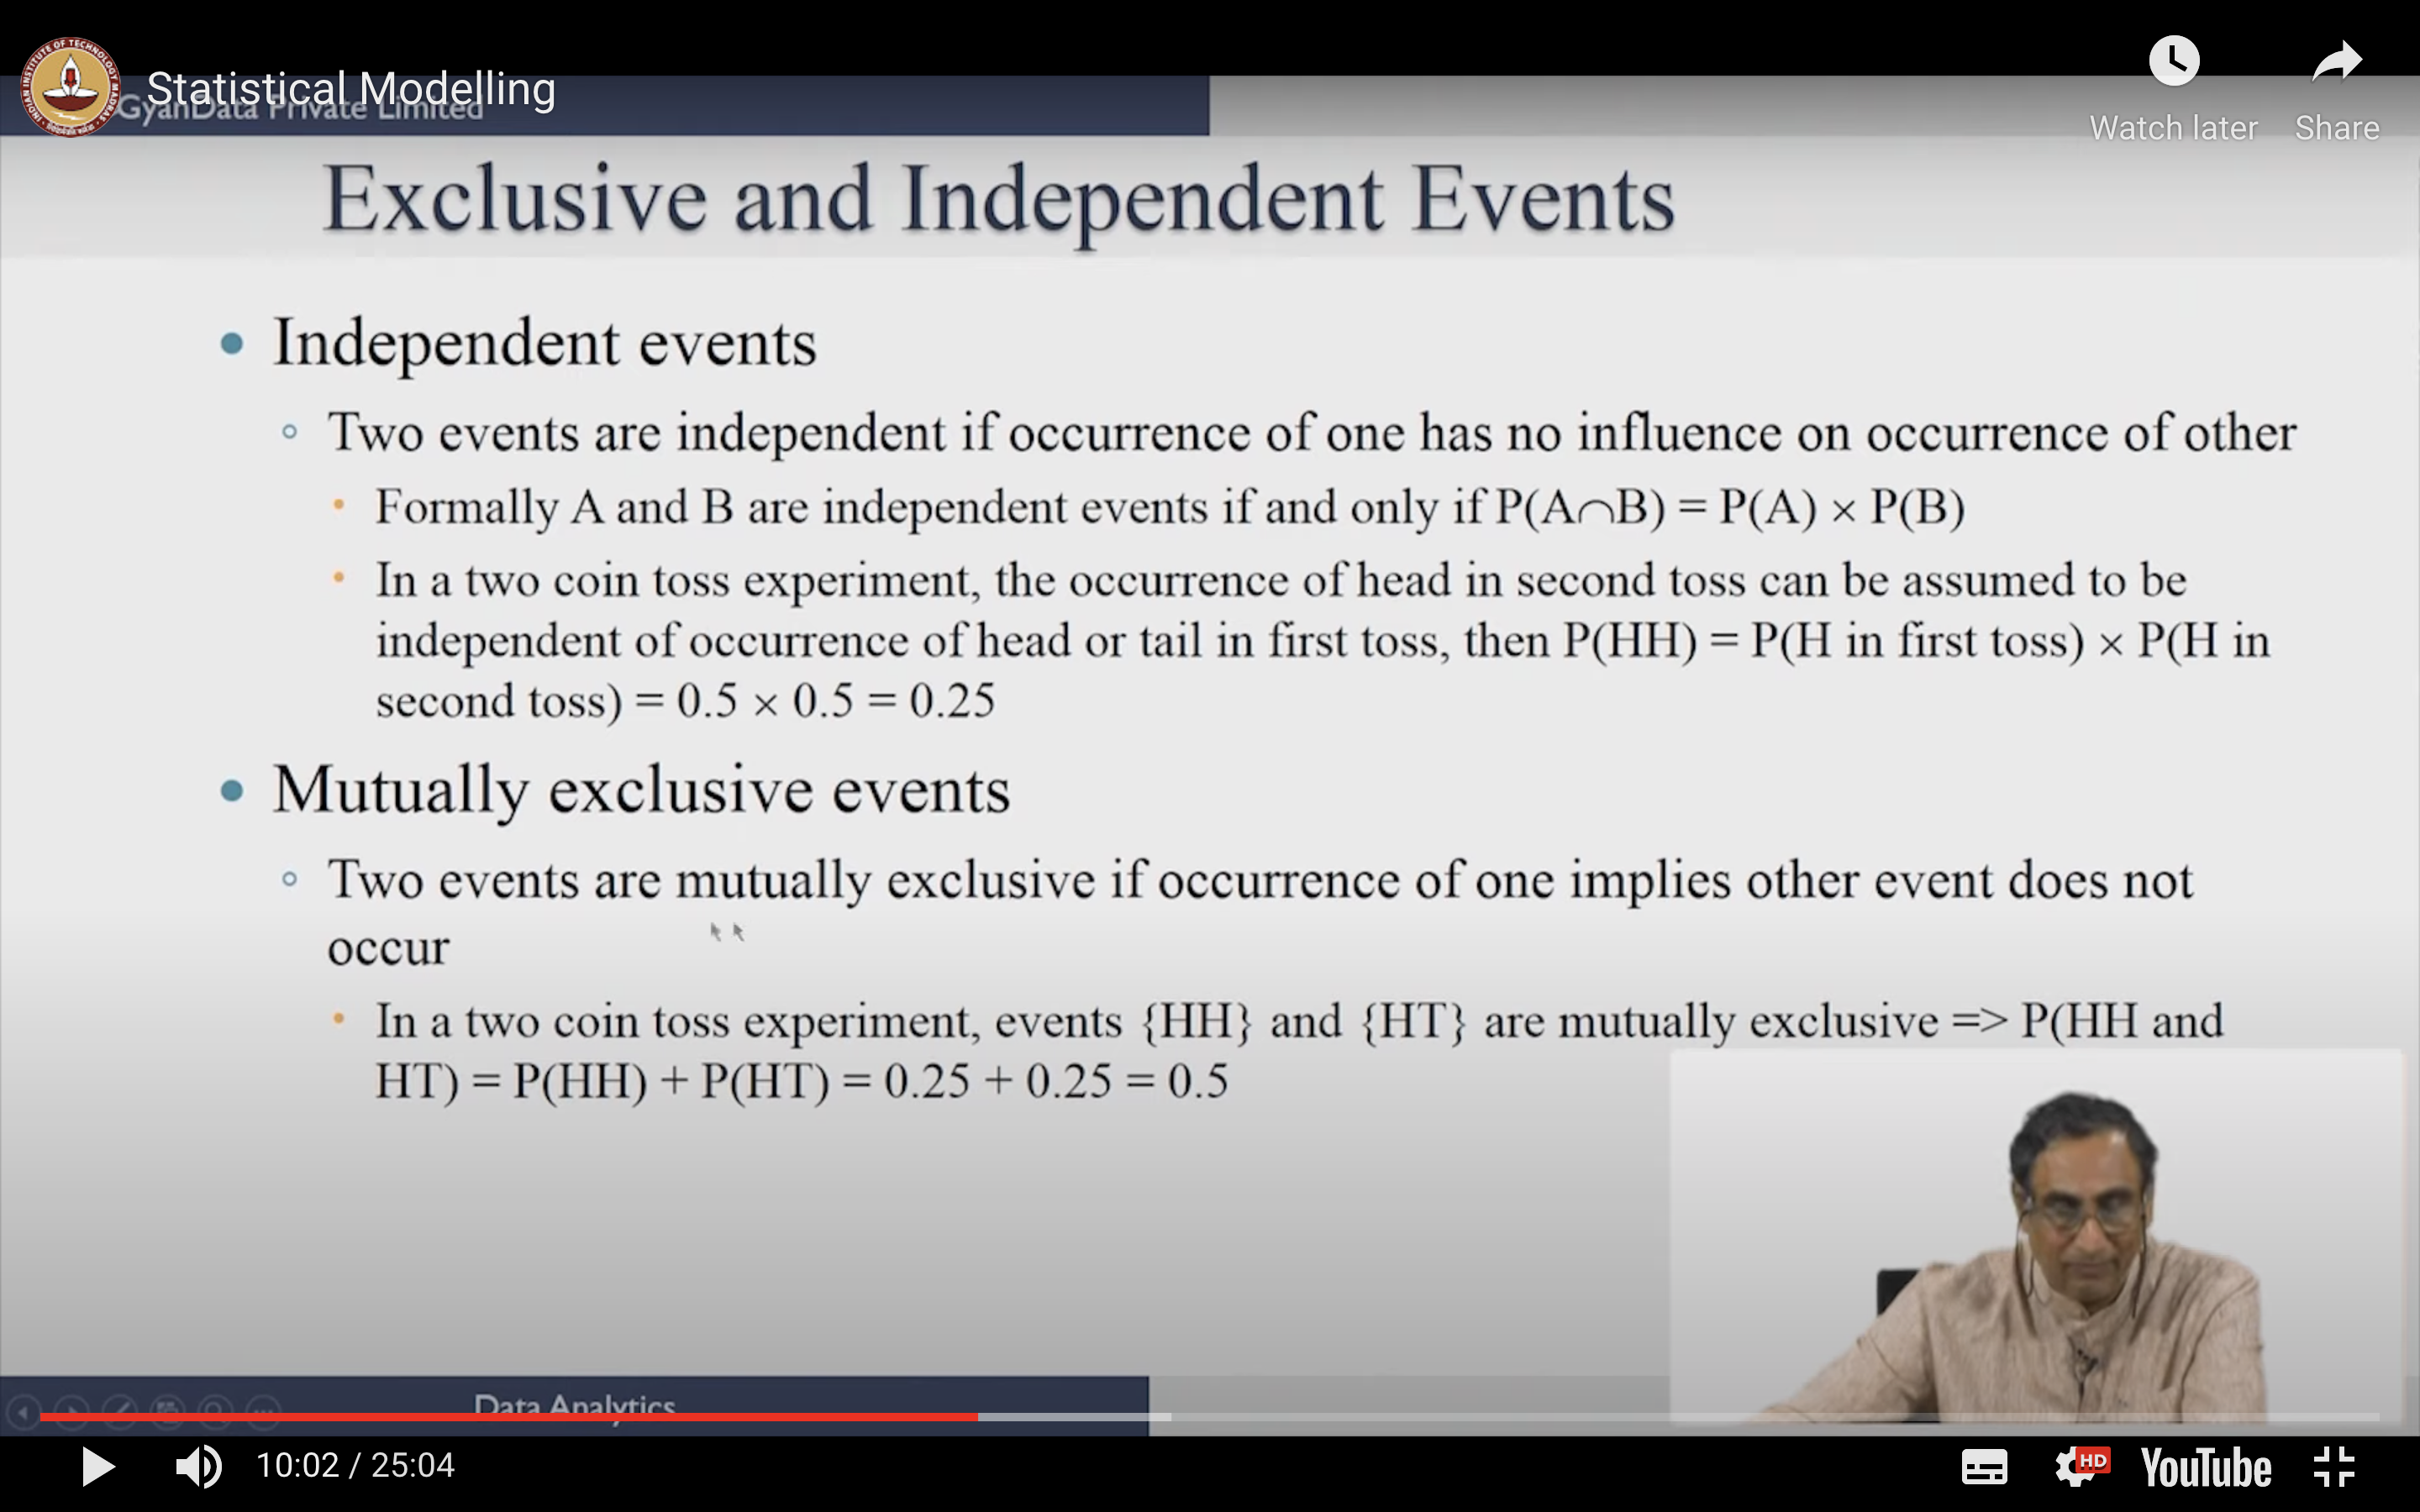 Statistical Modelling
GyanData Private Limited
Watch later
Share
INDIAN INSTITUTE OF TECHNOLOGY MADRAS
Exclusive and Independent Events
Independent events
Two events are independent if occurrence of one has no influence on occurrence of other
Formally A and B are independent events if and only if P(A∩B) = P(A) × P(B)
In a two coin toss experiment, the occurrence of head in second toss can be assumed to be
independent of occurrence of head or tail in first toss, then P(HH) = P(H in first toss) × P(H in
second toss) = 0.5 × 0.5 = 0.25
Mutually exclusive events
Two events are mutually exclusive if occurrence of one implies other event does not
occur
In a two coin toss experiment, events {HH} and {HT} are mutually exclusive => P(HH and
HT) = P(HH) + P(HT) = 0.25 + 0.25 = 0.5
Data Analytics
10:02 / 25:04
HD
YouTube